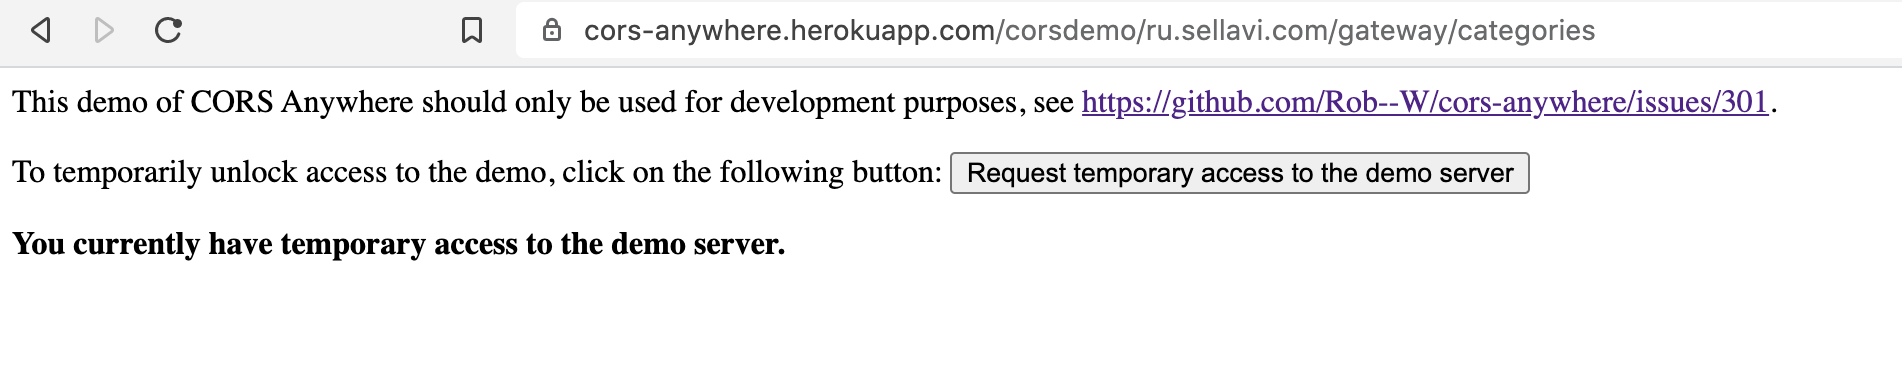 cors-anywhere.herokuapp.com/corsdemo/ru.sellavi.com/gateway/categories
This demo of CORS Anywhere should only be used for development purposes, see https://github.com/Rob--W/cors-anywhere/issues/301.
To temporarily unlock access to the demo, click on the following button: Request temporary access to the demo server
You currently have temporary access to the demo server.